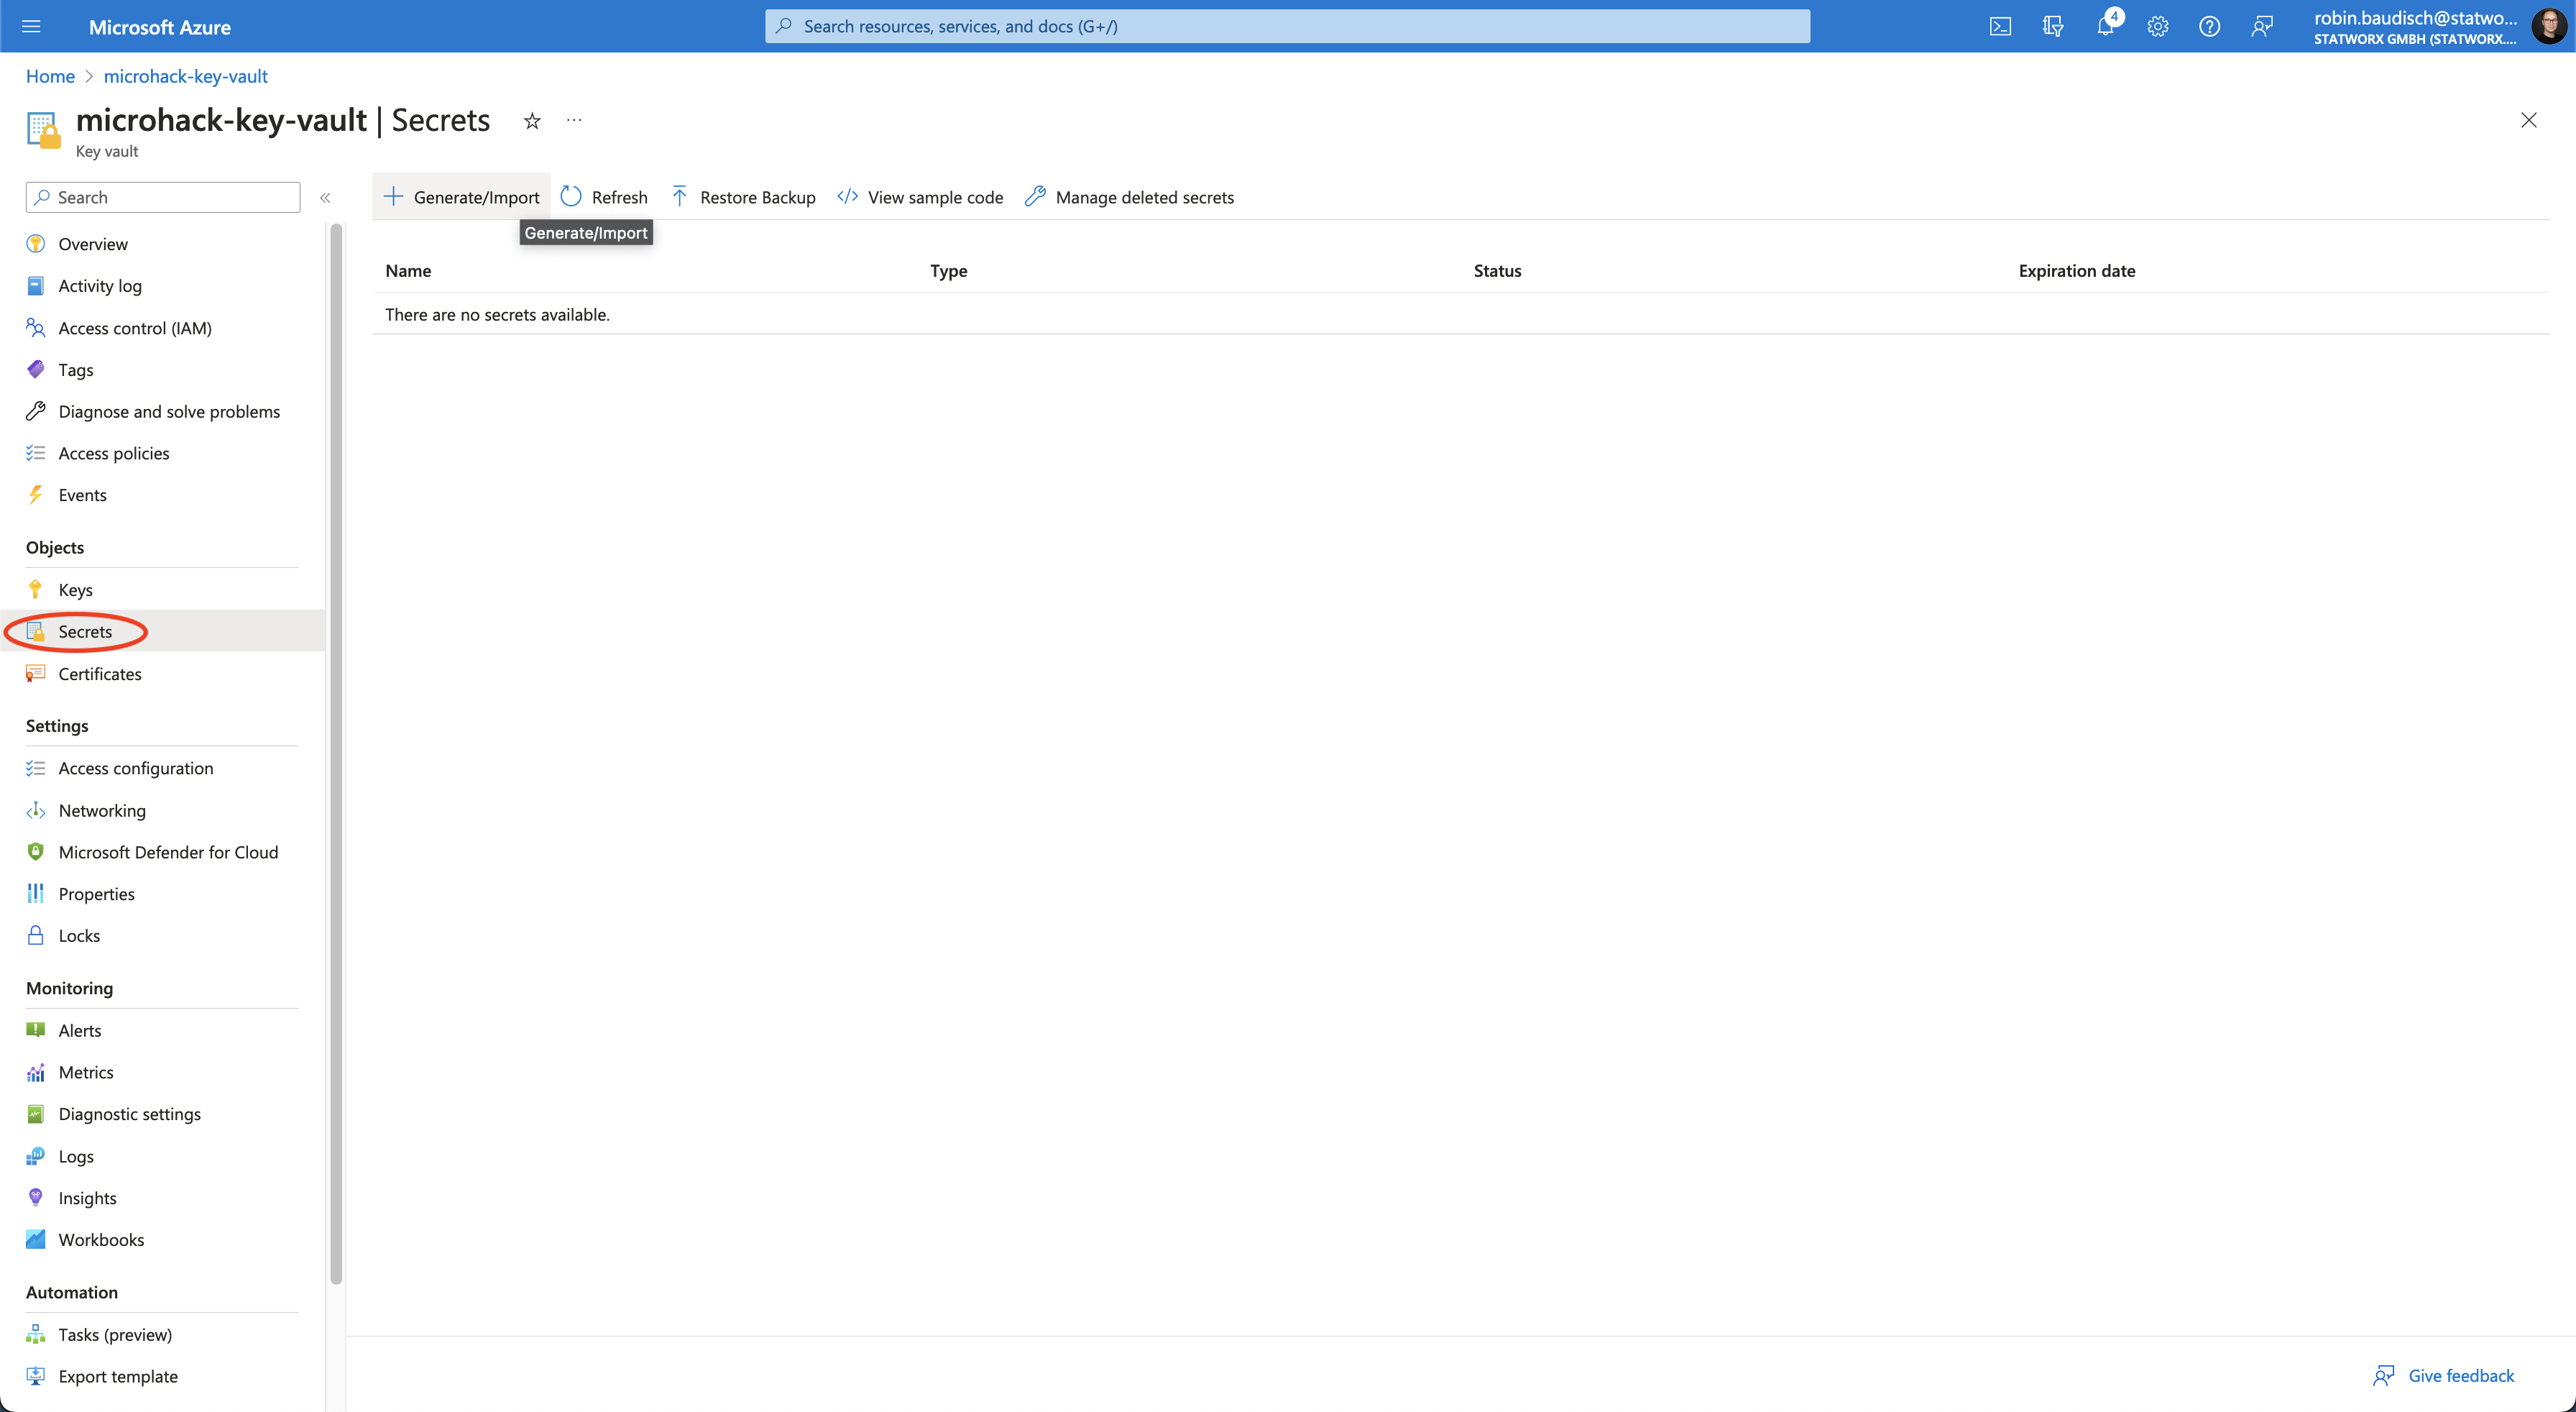 Microsoft Azure
Search resources, services, and docs (G+/)
4
robin.baudisch@statwo...
STATWORX GMBH (STATWORX....
Home > microhack-key-vault
microhack-key-vault | Secrets
Key vault
Search
Generate/Import
Refresh
Restore Backup
View sample code
Manage deleted secrets
Generate/Import
Overview
Activity log
Access control (IAM)
Tags
Diagnose and solve problems
Access policies
Events
Objects
Keys
Secrets
Certificates
Settings
Access configuration
Networking
Microsoft Defender for Cloud
Properties
Locks
Monitoring
Alerts
Metrics
Diagnostic settings
Logs
Insights
Workbooks
Automation
Tasks (preview)
Export template
Name Type Status Expiration date
There are no secrets available.
Give feedback